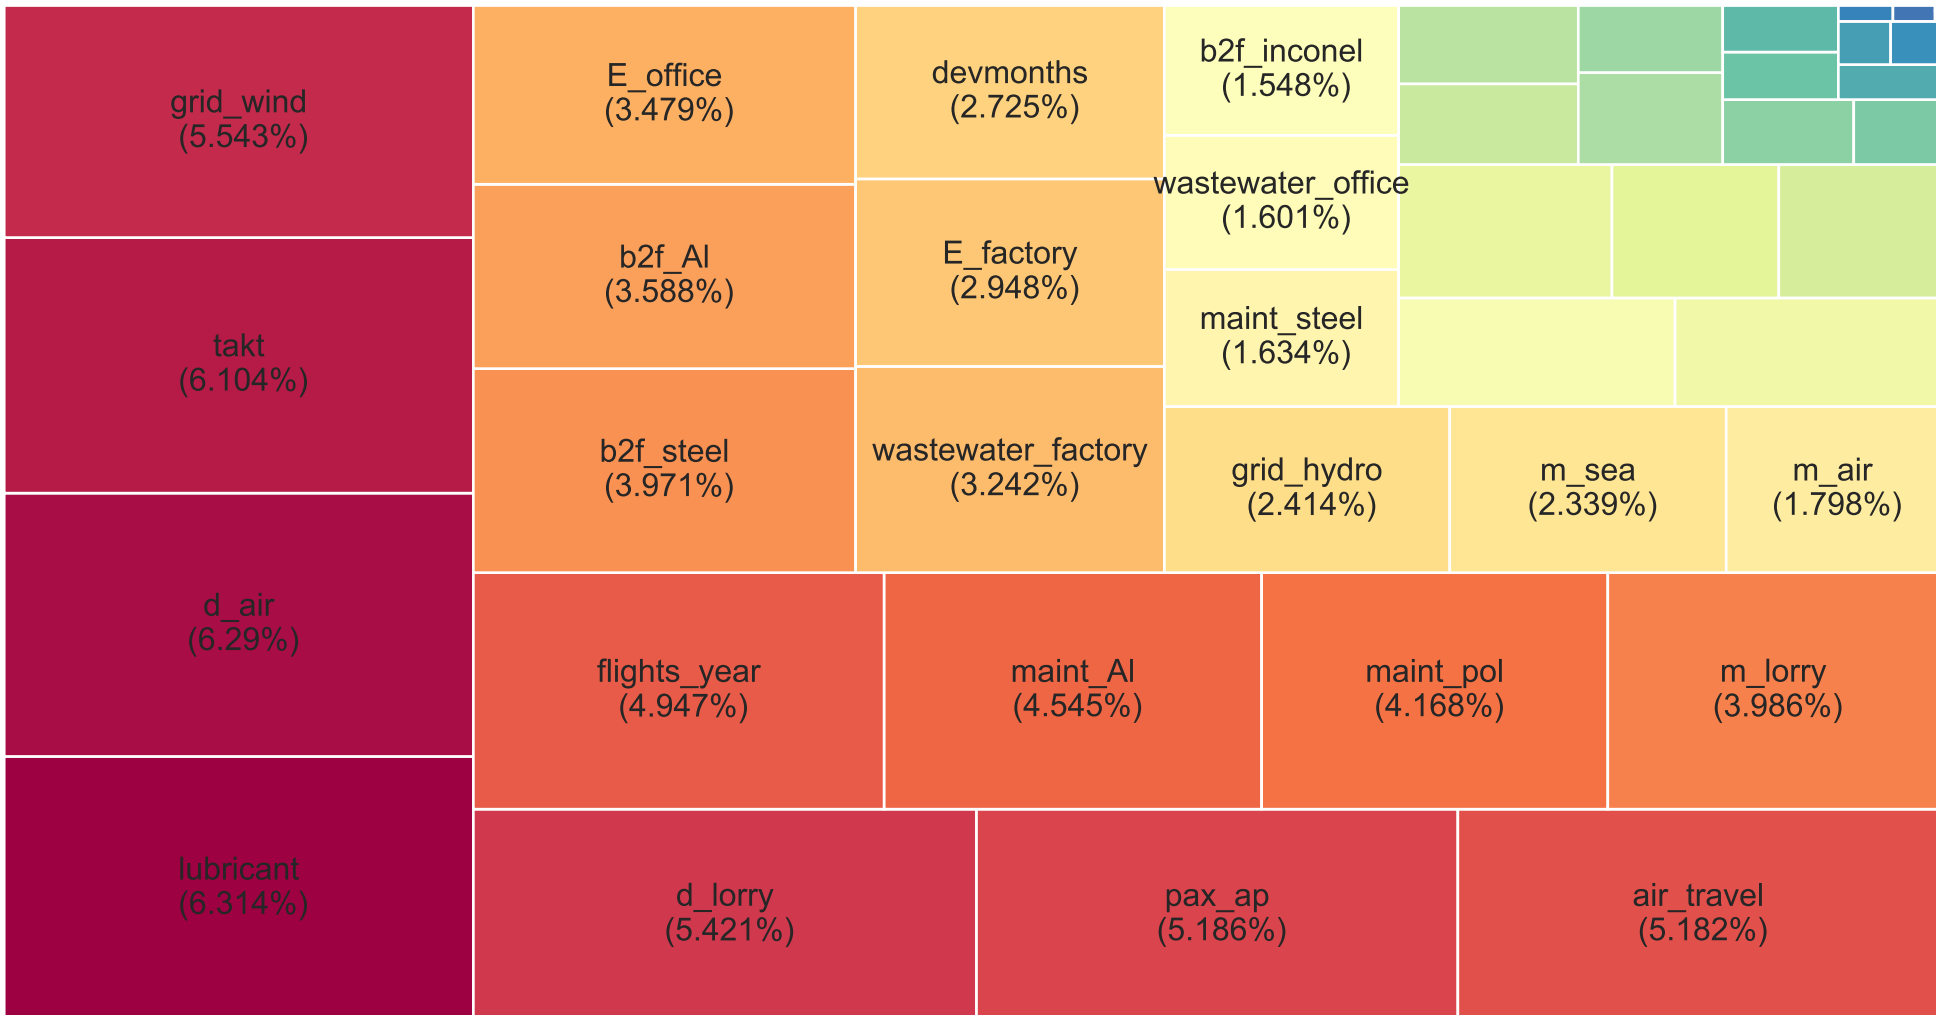 grid_wind
(5.543%)
takt
(6.104%)
d_air
(6.29%)
lubricant
(6.314%)
E_office
(3.479%)
b2f_Al
(3.588%)
b2f_steel
(3.971%)
devmonths
(2.725%)
E_factory
(2.948%)
wastewater_factory
(3.242%)
b2f_inconel
(1.548%)
wastewater_office
(1.601%)
maint_steel
(1.634%)
grid_hydro
(2.414%)
m_sea
(2.339%)
m_air
(1.798%)
flights_year
(4.947%)
maint_Al
(4.545%)
maint_pol
(4.168%)
m_lorry
(3.986%)
d_lorry
(5.421%)
pax_ap
(5.186%)
air_travel
(5.182%)